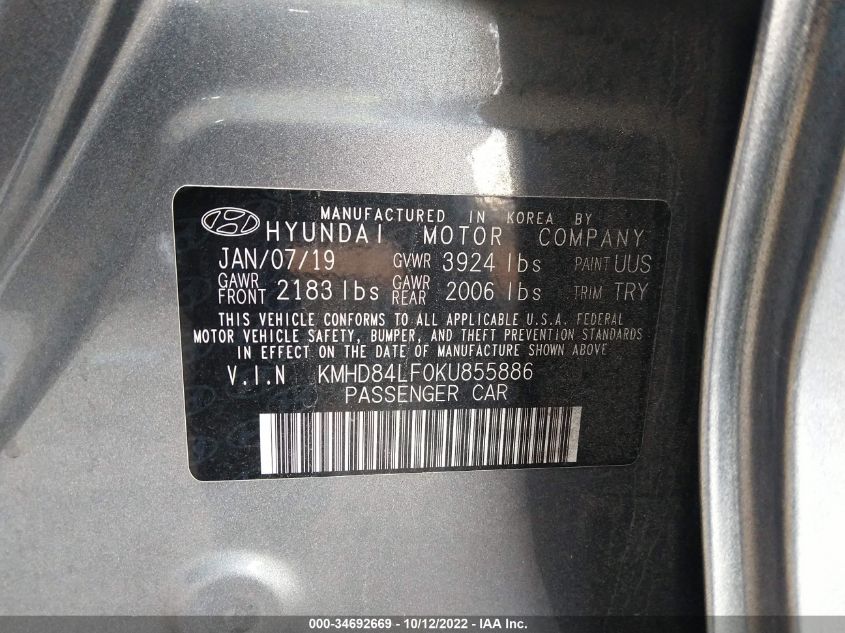 MANUFACTURED IN KOREA BY
HYUNDAI MOTOR COMPANY
JAN/07/19 GVWR 3924 lbs PAINT UUS
GAWR FRONT 2183 lbs GAWR REAR 2006 lbs TRIM TRY
THIS VEHICLE CONFORMS TO ALL APPLICABLE U.S.A. FEDERAL
MOTOR VEHICLE SAFETY, BUMPER, AND THEFT PREVENTION STANDARDS
IN EFFECT ON THE DATE OF MANUFACTURE SHOWN ABOVE
V.I.N KMHD84LF0KU855886
PASSENGER CAR
000-34692669 - 10/12/2022 - IAA Inc.